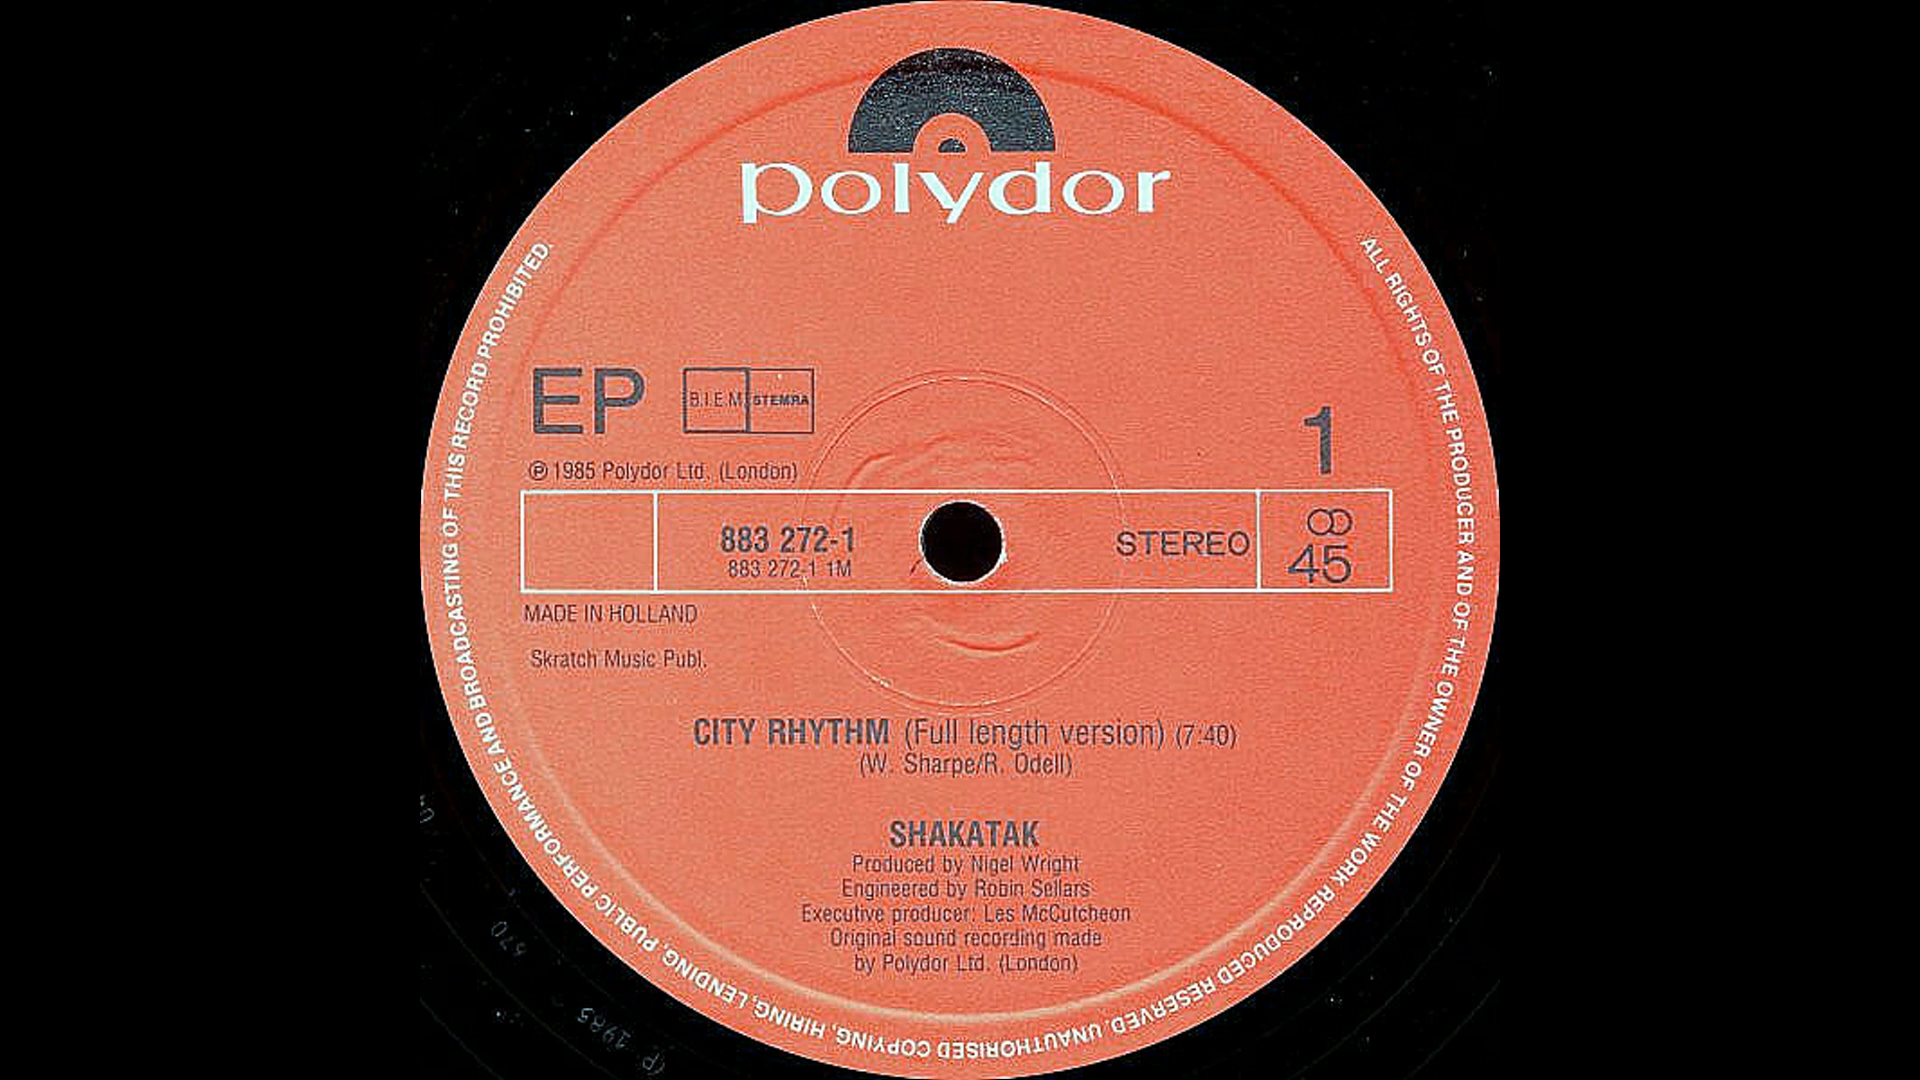 polydor
ALL RIGHTS OF THE PRODUCER AND OF THE OWNER OF THE WORK REPRODUCED RESERVED. UNAUTHORISED COPYING, HIRING, LENDING, PUBLIC PERFORMANCE AND BROADCASTING OF THIS RECORD PROHIBITED.
EP B.I.E.M. STEMRA
1
℗ 1985 Polydor Ltd. (London)
883 272-1 STEREO
883 272-1 1M 45
MADE IN HOLLAND
Skratch Music Publ.
CITY RHYTHM (Full length version) (7:40)
(W. Sharpe/R. Odell)
SHAKATAK
Produced by Nigel Wright
Engineered by Robin Sellars
Executive producer: Les McCutcheon
Original sound recording made
by Polydor Ltd. (London)
670
P 1985